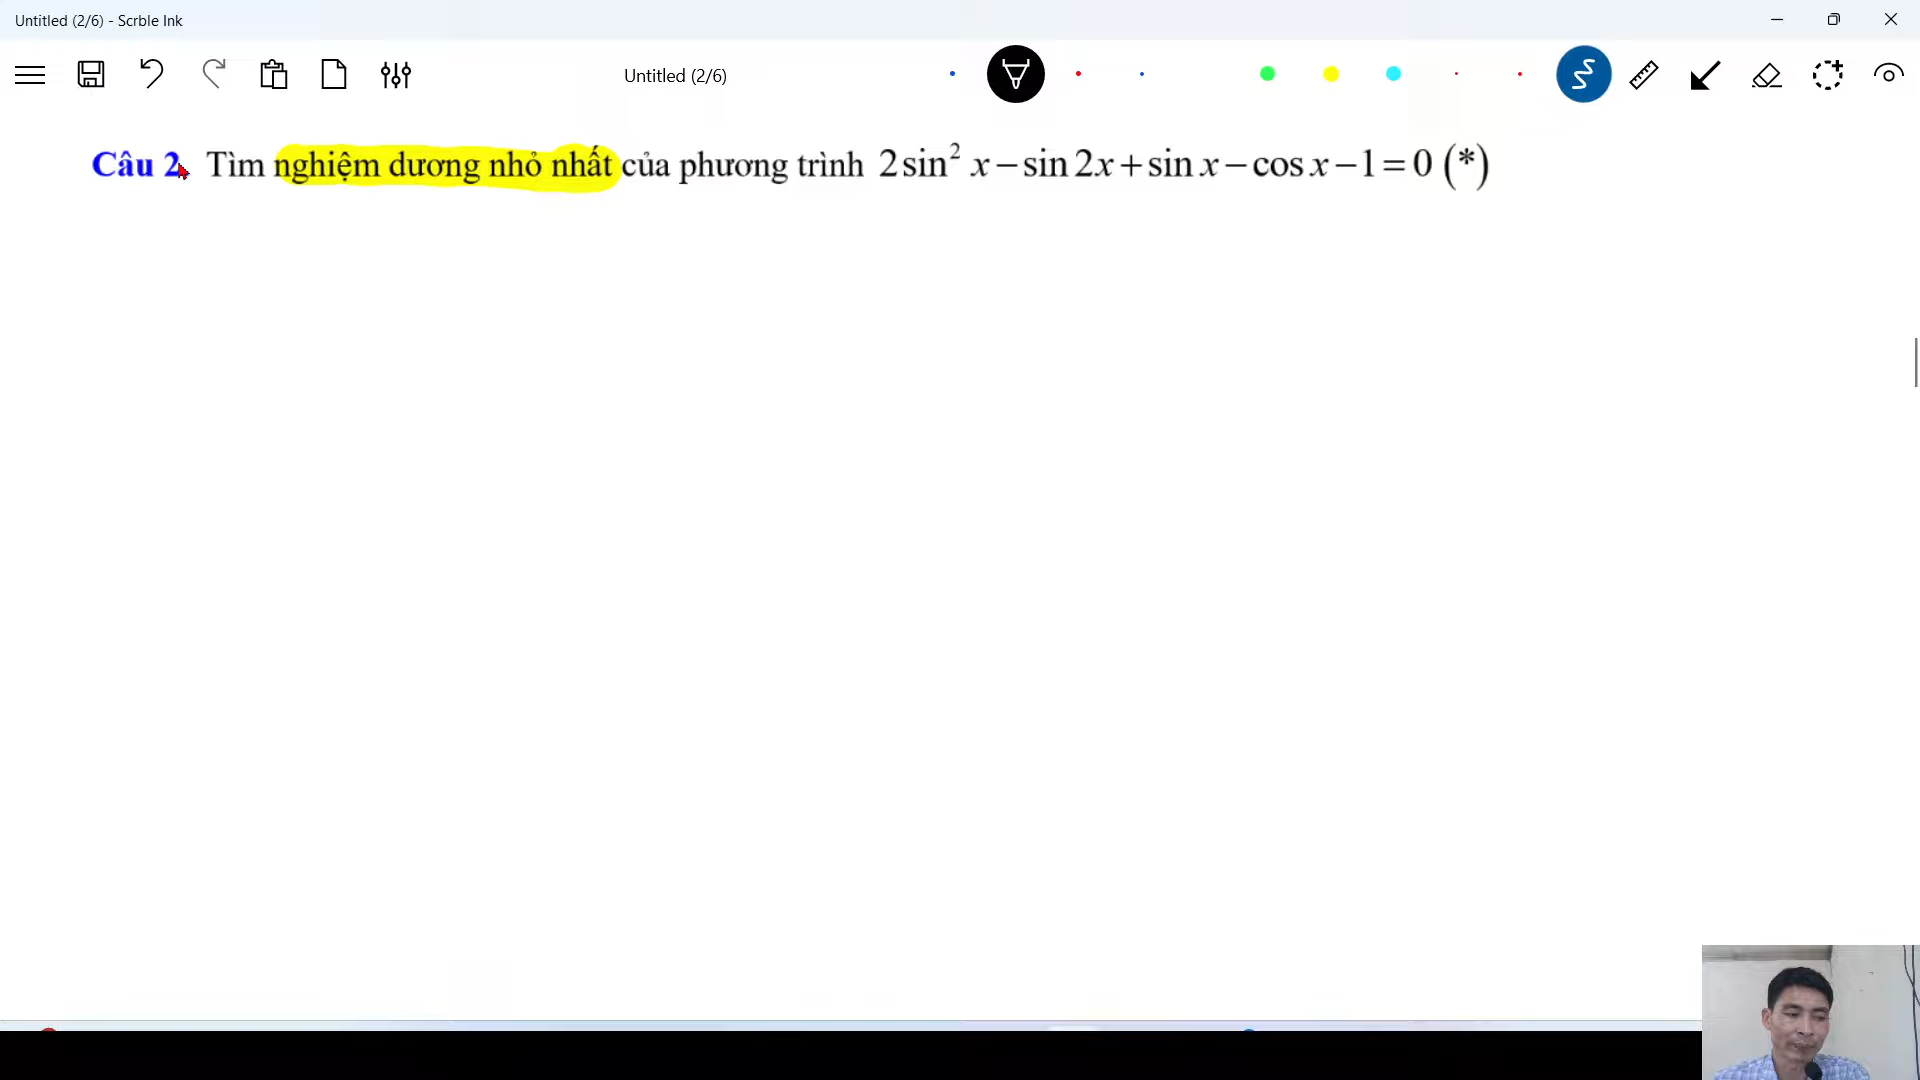 Untitled (2/6) - Scrble Ink
Untitled (2/6)
Câu 2. Tìm nghiệm dương nhỏ nhất của phương trình 2sin² x − sin 2x + sin x − cos x − 1 = 0 (*)